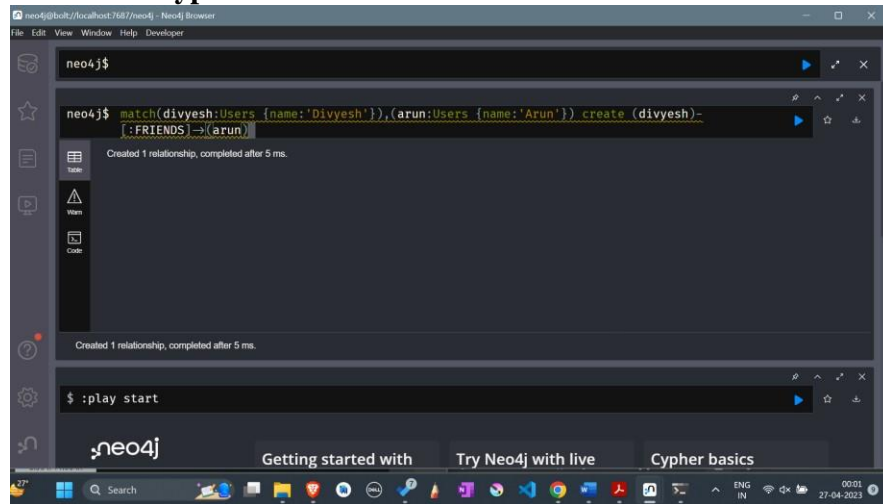 neo4j@bolt://localhost:7687/neo4j - Neo4j Browser
File Edit View Window Help Developer
neo4j$
neo4j$ match(divyesh:Users {name:'Divyesh'}),(arun:Users {name:'Arun'}) create (divyesh)-
[:FRIENDS]→(arun)
Table
Created 1 relationship, completed after 5 ms.
Warn
Code
Created 1 relationship, completed after 5 ms.
$ :play start
neo4j
Getting started with
Try Neo4j with live
Cypher basics
27°
Search
DELL
7
ENG
IN
00:01
27-04-2023